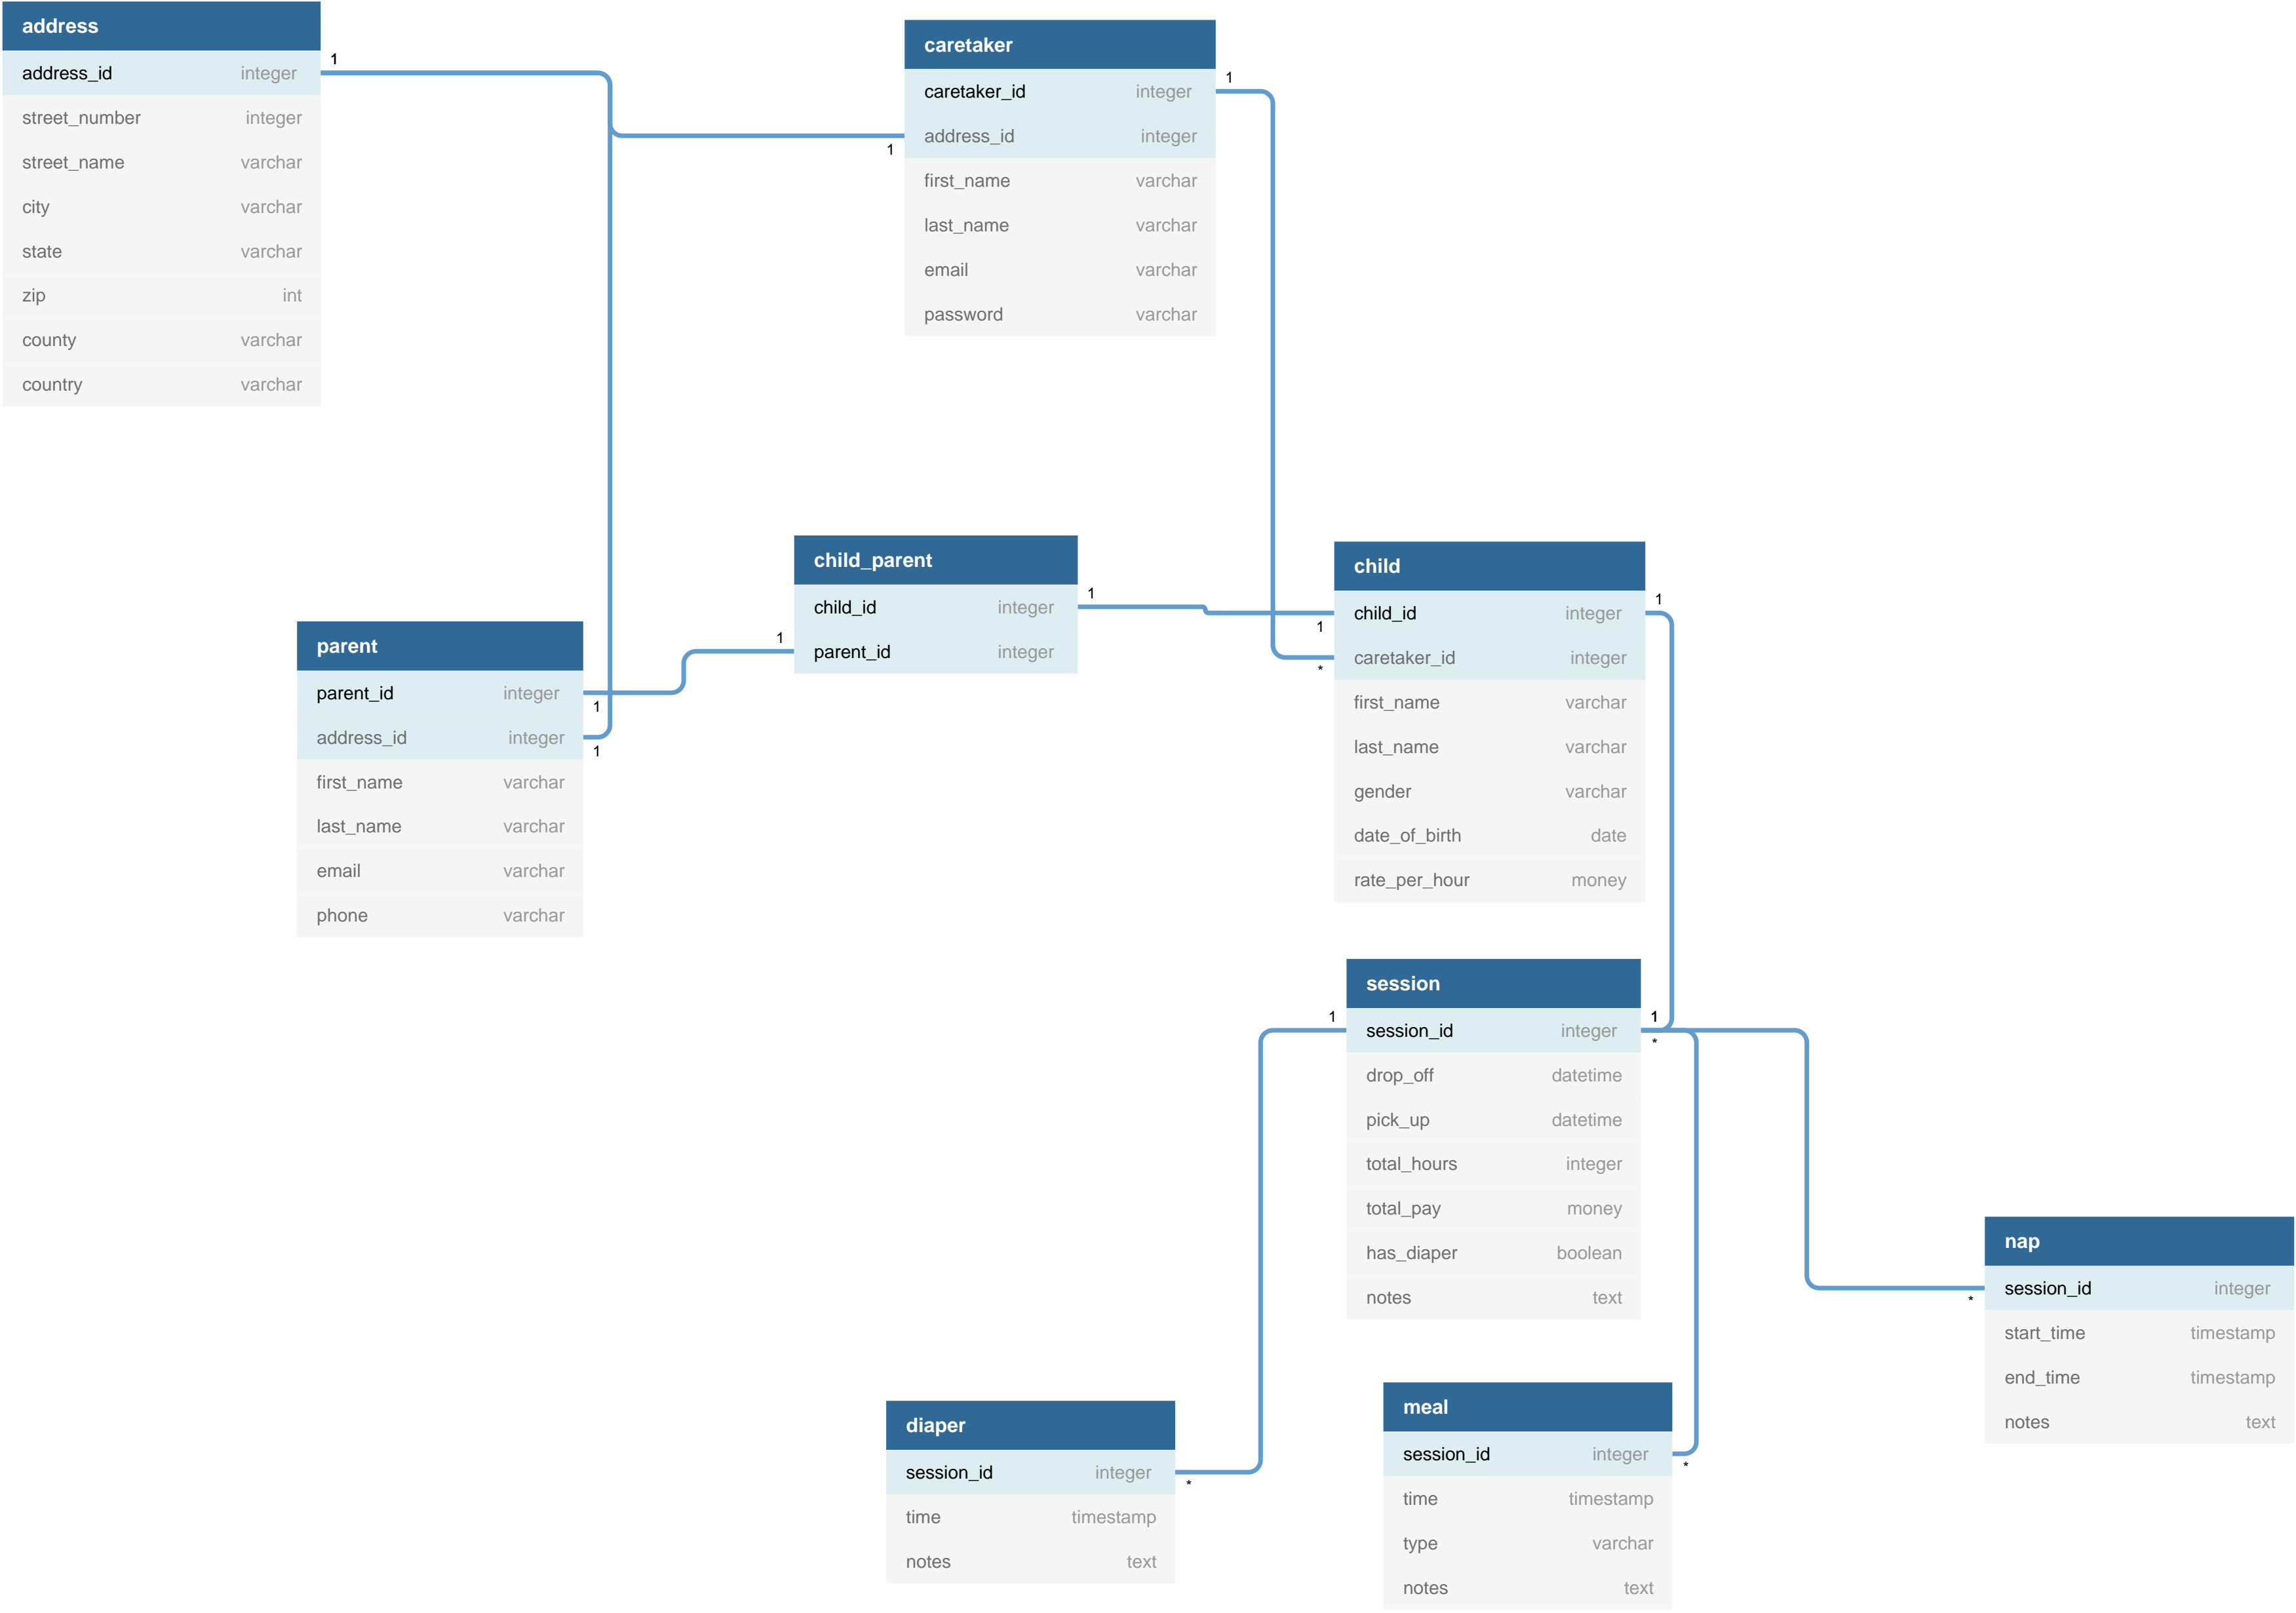 address
address_id integer
street_number integer
street_name varchar
city varchar
state varchar
zip int
county varchar
country varchar
1
caretaker
caretaker_id integer
address_id integer
first_name varchar
last_name varchar
email varchar
password varchar
1
1
child_parent
child_id integer
parent_id integer
1
1
parent
parent_id integer
address_id integer
first_name varchar
last_name varchar
email varchar
phone varchar
1
1
child
child_id integer
caretaker_id integer
first_name varchar
last_name varchar
gender varchar
date_of_birth date
rate_per_hour money
1
*
1
session
session_id integer
drop_off datetime
pick_up datetime
total_hours integer
total_pay money
has_diaper boolean
notes text
1
1
*
nap
session_id integer
start_time timestamp
end_time timestamp
notes text
*
diaper
session_id integer
time timestamp
notes text
*
meal
session_id integer
time timestamp
type varchar
notes text
*